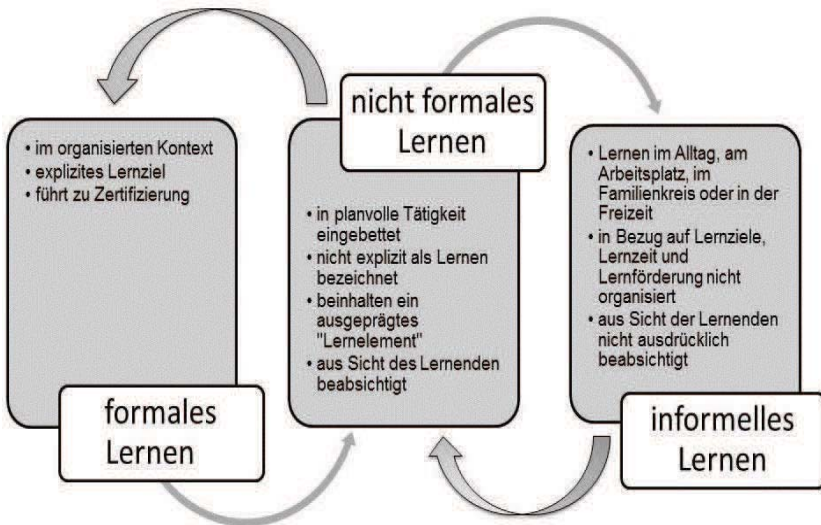 • im organisierten Kontext
• explizites Lernziel
• führt zu Zertifizierung
formales
Lernen
nicht formales
Lernen
• in planvolle Tätigkeit
eingebettet
• nicht explizit als Lernen
bezeichnet
• beinhalten ein
ausgeprägtes
"Lernelement"
• aus Sicht des Lernenden
beabsichtigt
• Lernen im Alltag, am
Arbeitsplatz, im
Familienkreis oder in der
Freizeit
• in Bezug auf Lernziele,
Lernzeit und
Lernförderung nicht
organisiert
• aus Sicht der Lernenden
nicht ausdrücklich
beabsichtigt
informelles
Lernen